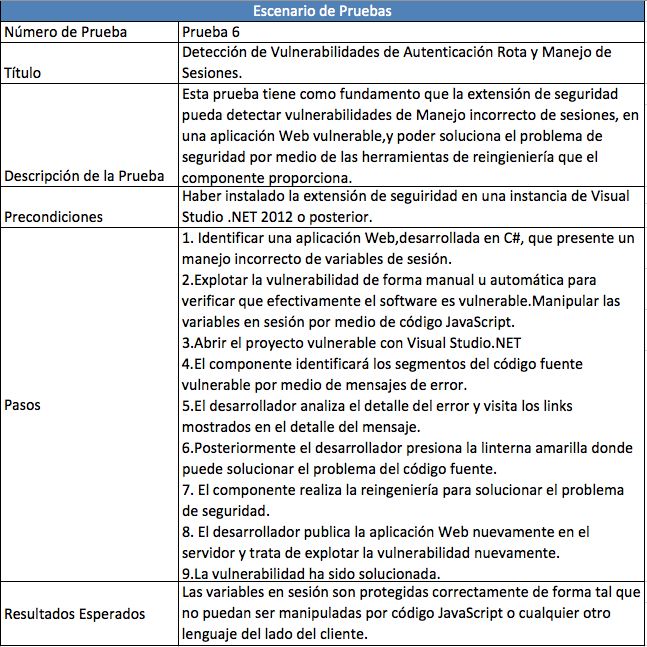 Escenario de Pruebas
Número de Prueba
Prueba 6
Título
Detección de Vulnerabilidades de Autenticación Rota y Manejo de
Sesiones.
Descripción de la Prueba
Esta prueba tiene como fundamento que la extensión de seguridad
pueda detectar vulnerabilidades de Manejo incorrecto de sesiones, en
una aplicación Web vulnerable,y poder soluciona el problema de
seguridad por medio de las herramientas de reingieniería que el
componente proporciona.
Precondiciones
Haber instalado la extensión de seguiridad en una instancia de Visual
Studio .NET 2012 o posterior.
Pasos
1. Identificar una aplicación Web,desarrollada en C#, que presente un
manejo incorrecto de variables de sesión.
2.Explotar la vulnerabilidad de forma manual u automática para
verificar que efectivamente el software es vulnerable.Manipular las
variables en sesión por medio de código JavaScript.
3.Abrir el proyecto vulnerable con Visual Studio.NET
4.El componente identificará los segmentos del código fuente
vulnerable por medio de mensajes de error.
5.El desarrollador analiza el detalle del error y visita los links
mostrados en el detalle del mensaje.
6.Posteriormente el desarrollador presiona la linterna amarilla donde
puede solucionar el problema del código fuente.
7. El componente realiza la reingeniería para solucionar el problema
de seguridad.
8. El desarrollador publica la aplicación Web nuevamente en el
servidor y trata de explotar la vulnerabilidad nuevamente.
9.La vulnerabilidad ha sido solucionada.
Resultados Esperados
Las variables en sesión son protegidas correctamente de forma tal que
no puedan ser manipuladas por código JavaScript o cualquier otro
lenguaje del lado del cliente.